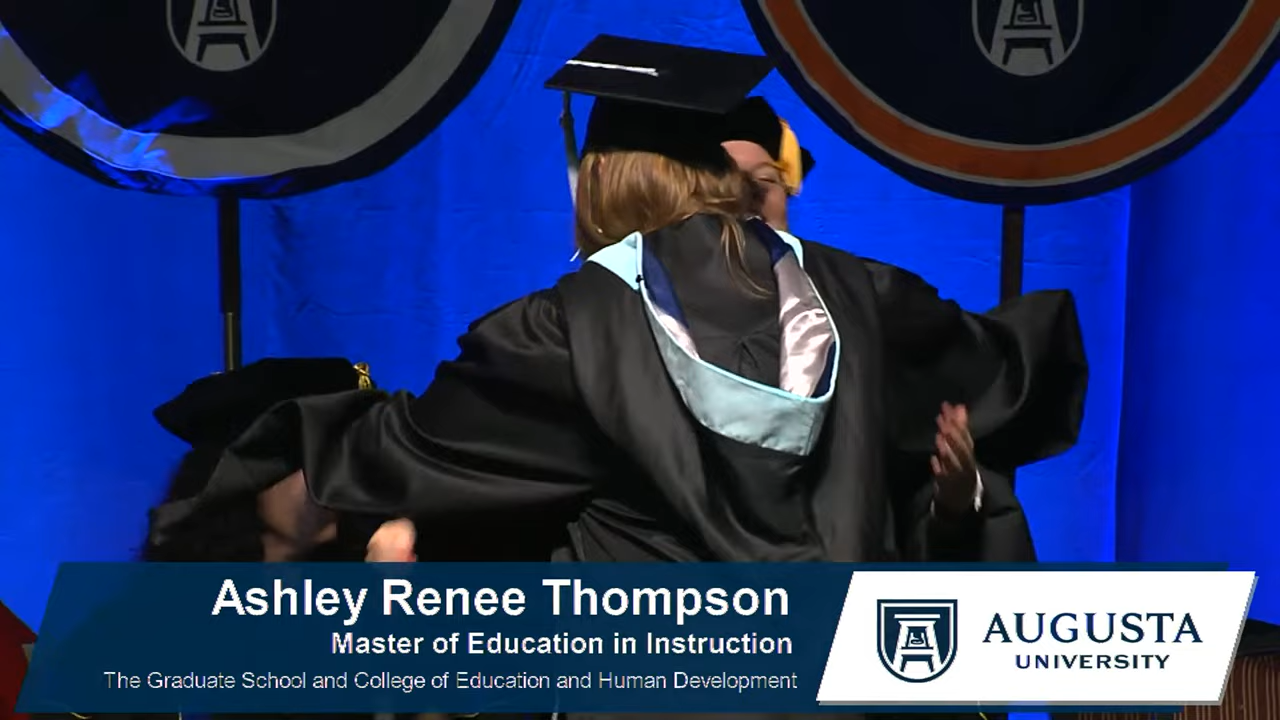 Ashley Renee Thompson
Master of Education in Instruction
The Graduate School and College of Education and Human Development
AUGUSTA
UNIVERSITY